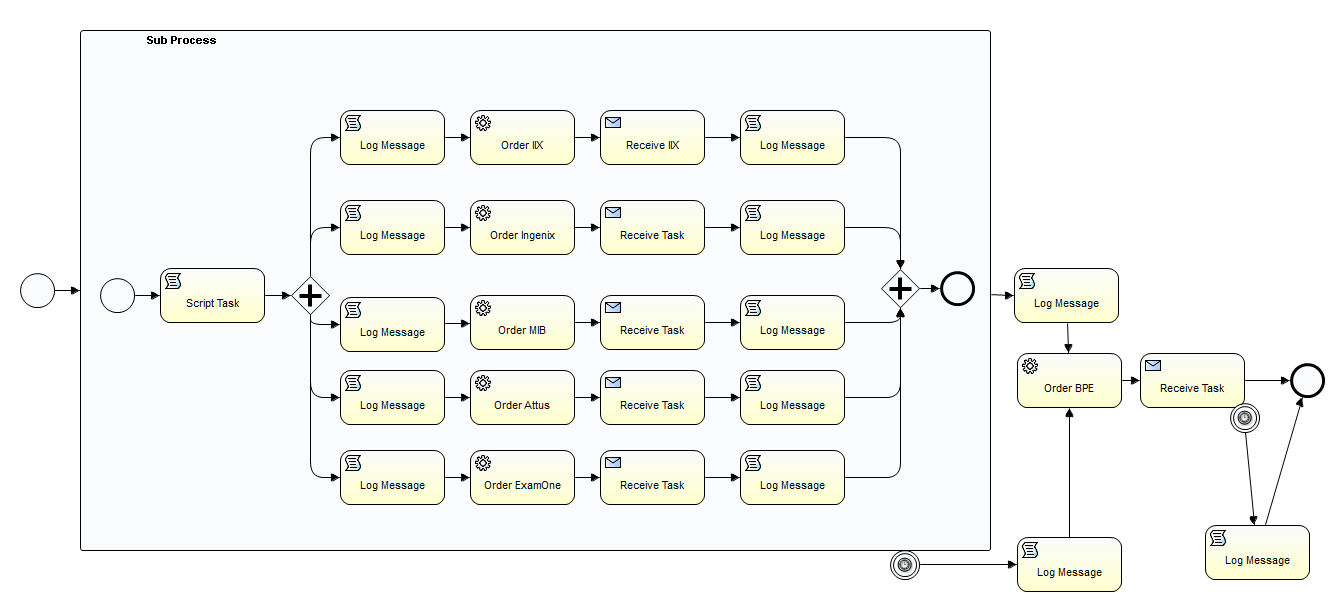 Sub Process
Log Message
Order IIX
Receive IIX
Log Message
Log Message
Order Ingenix
Receive Task
Log Message
Script Task
Log Message
Order MIB
Receive Task
Log Message
Log Message
Order Attus
Receive Task
Log Message
Log Message
Order ExamOne
Receive Task
Log Message
Log Message
Order BPE
Receive Task
Log Message
Log Message